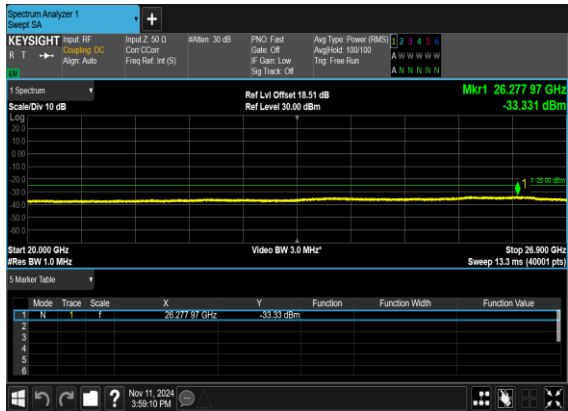 Spectrum Analyzer 1
Swept SA
+
KEYSIGHT Input: RF Input Z: 50 Ω #Atten: 30 dB PNO: Fast Avg Type: Power (RMS) 1 2 3 4 5 6
R T Coupling: DC Corr CCorr Gate: Off Avg|Hold: 100/100 A W W W W W
Align: Auto Freq Ref: Int (S) IF Gain: Low Trig: Free Run
Sig Track: Off A N N N N N
1 Spectrum Ref Lvl Offset 18.51 dB Mkr1 26.277 97 GHz
Scale/Div 10 dB Ref Level 30.00 dBm -33.331 dBm
Log
20.0
10.0
0.00
-10.0
-20.0
1 -25.00 dBm
-30.0
-40.0
-50.0
-60.0
Start 20.000 GHz Video BW 3.0 MHz* Stop 26.900 GHz
#Res BW 1.0 MHz Sweep 13.3 ms (40001 pts)
5 Marker Table
Mode Trace Scale X Y Function Function Width Function Value
1 N 1 f 26.277 97 GHz -33.33 dBm
2
3
4
5
6
? Nov 11, 2024
3:59:10 PM